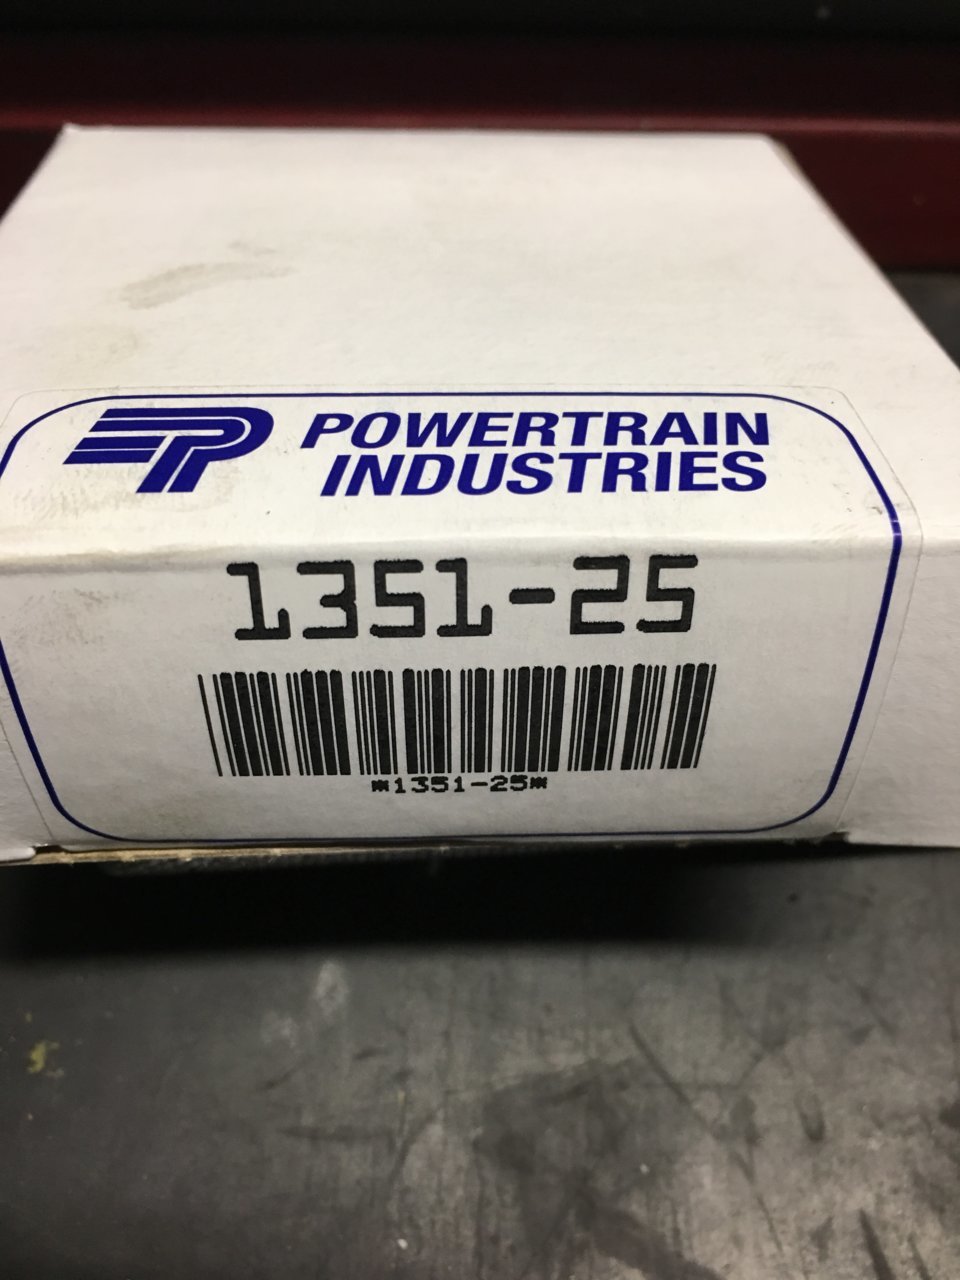 POWERTRAIN
INDUSTRIES
1351-25
*1351-25*